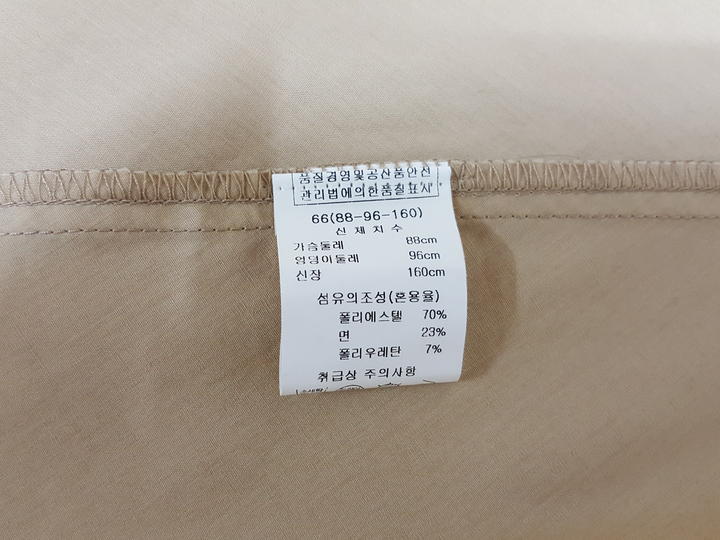 품질경영및공산품안전
관리법에의한품질표시
66(88-96-160)
신체치수
가슴둘레 88cm
엉덩이둘레 96cm
신장 160cm
섬유의조성(혼용율)
폴리에스텔 70%
면 23%
폴리우레탄 7%
취급상 주의사항